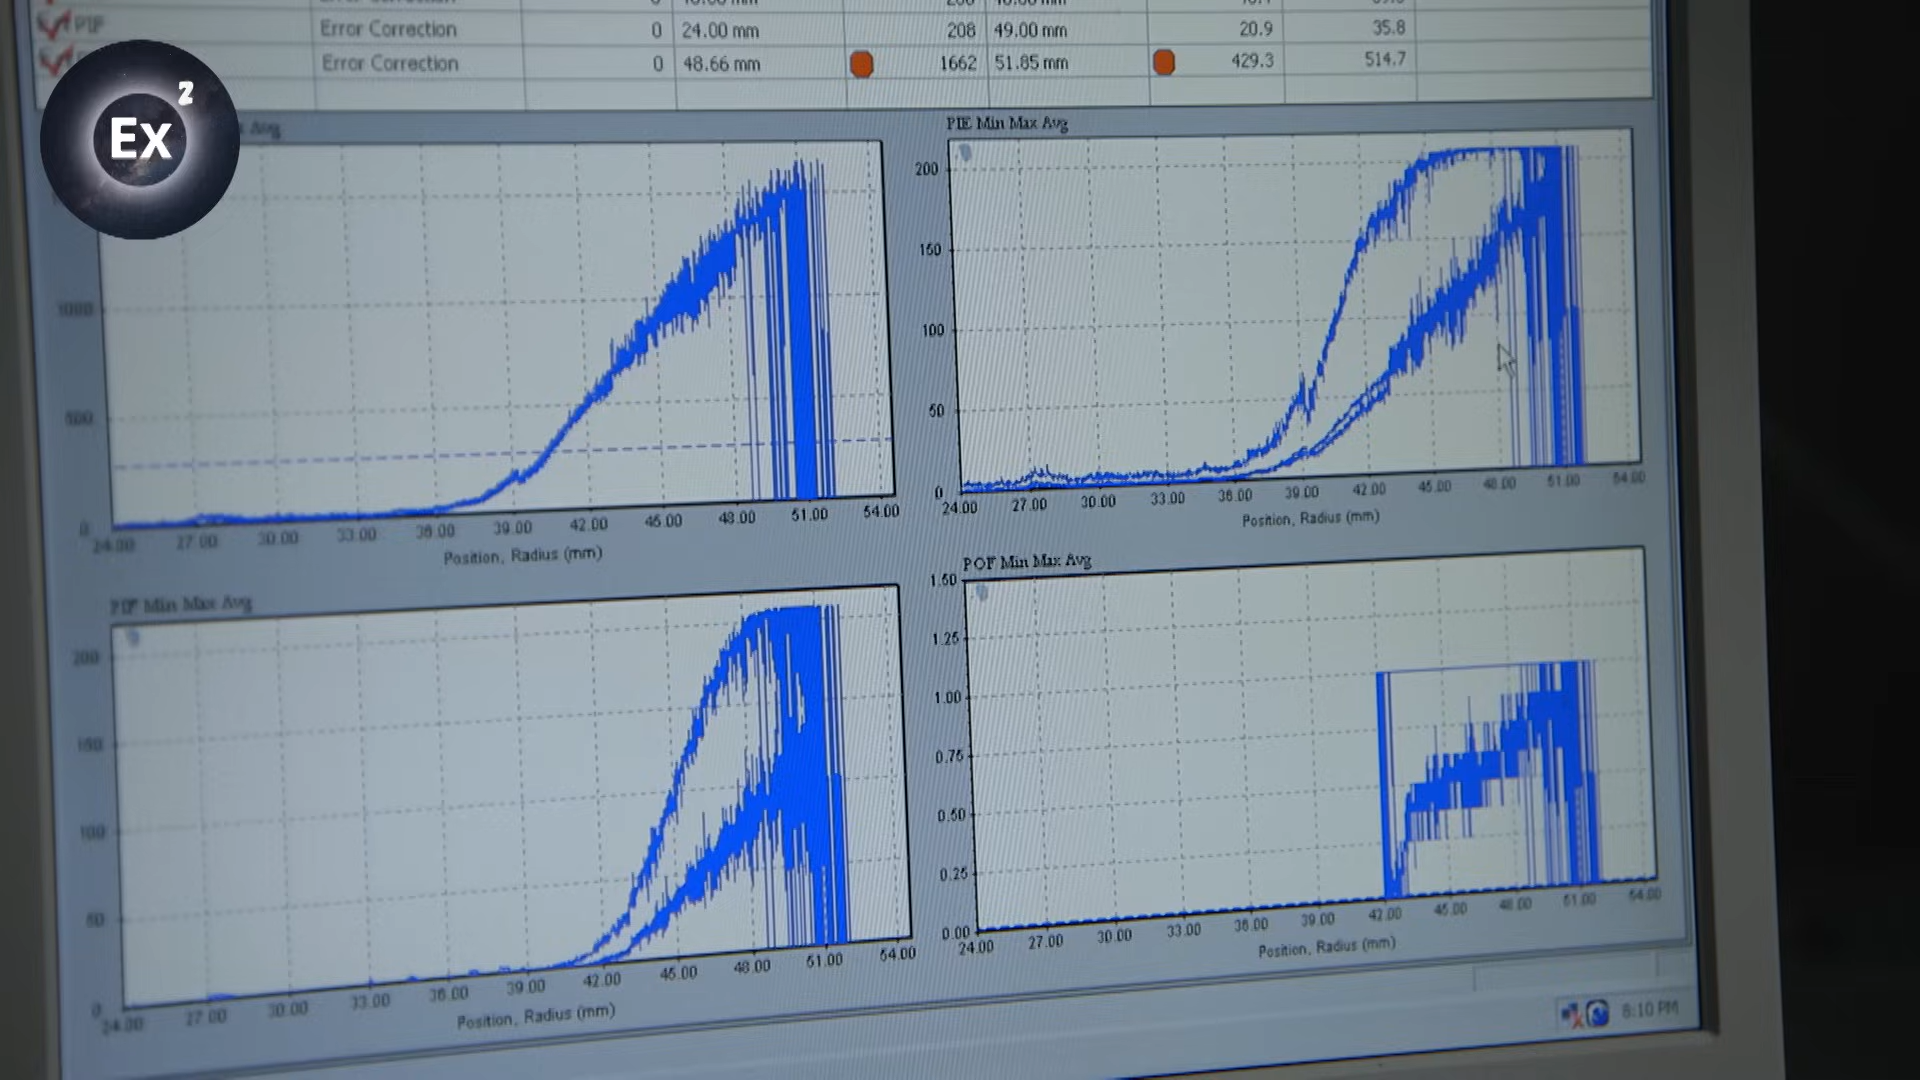 PIF Error Correction 0 24.00 mm 208 49.00 mm 20.9 35.8
Error Correction 0 48.66 mm 1662 51.85 mm 429.3 514.7
Ex 2
Avg
1000
500
0
24.00 27.00 30.00 33.00 36.00 39.00 42.00 45.00 48.00 51.00 54.00
Position, Radius (mm)
PIE Min Max Avg
200
150
100
50
0
24.00 27.00 30.00 33.00 36.00 39.00 42.00 45.00 48.00 51.00 54.00
Position, Radius (mm)
PIF Min Max Avg
200
150
100
50
0
24.00 27.00 30.00 33.00 36.00 39.00 42.00 45.00 48.00 51.00 54.00
Position, Radius (mm)
POF Min Max Avg
1.50
1.25
1.00
0.75
0.50
0.25
0.00
24.00 27.00 30.00 33.00 36.00 39.00 42.00 45.00 48.00 51.00 54.00
Position, Radius (mm)
8:10 PM